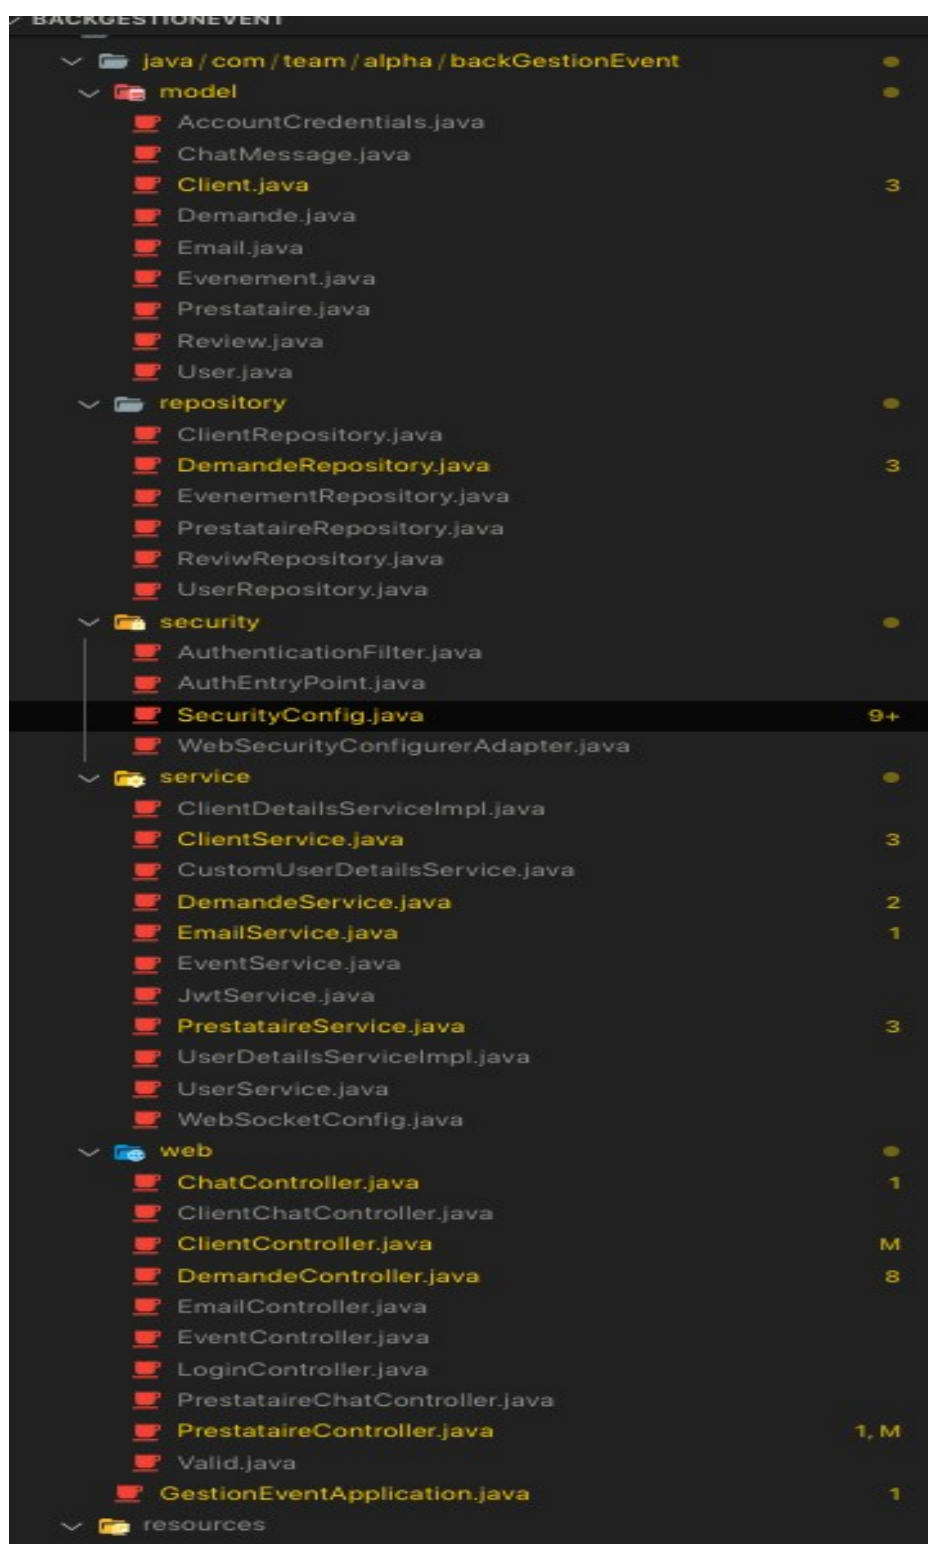 BACKGESTIONEVENT
java/com/team/alpha/backGestionEvent
model
AccountCredentials.java
ChatMessage.java
Client.java 3
Demande.java
Email.java
Evenement.java
Prestataire.java
Review.java
User.java
repository
ClientRepository.java
DemandeRepository.java 3
EvenementRepository.java
PrestataireRepository.java
ReviwRepository.java
UserRepository.java
security
AuthenticationFilter.java
AuthEntryPoint.java
SecurityConfig.java 9+
WebSecurityConfigurerAdapter.java
service
ClientDetailsServiceImpl.java
ClientService.java 3
CustomUserDetailsService.java
DemandeService.java 2
EmailService.java 1
EventService.java
JwtService.java
PrestataireService.java 3
UserDetailsServiceImpl.java
UserService.java
WebSocketConfig.java
web
ChatController.java 1
ClientChatController.java
ClientController.java M
DemandeController.java 8
EmailController.java
EventController.java
LoginController.java
PrestataireChatController.java
PrestataireController.java 1, M
Valid.java
GestionEventApplication.java 1
resources